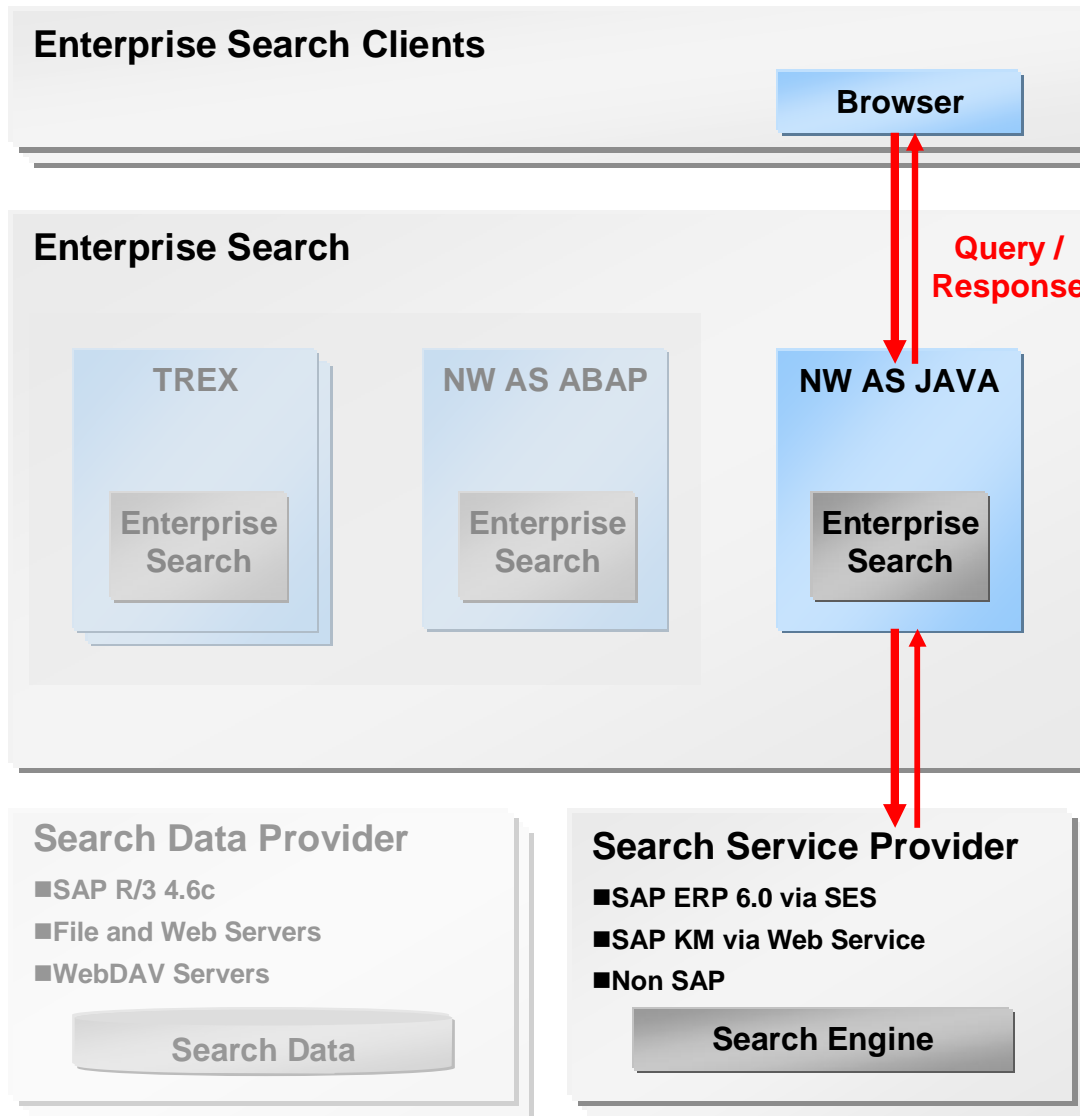 Enterprise Search Clients
Browser
Enterprise Search
Query /
Response
TREX
NW AS ABAP
NW AS JAVA
Enterprise
Search
Enterprise
Search
Enterprise
Search
Search Data Provider
■SAP R/3 4.6c
■File and Web Servers
■WebDAV Servers
Search Data
Search Service Provider
■SAP ERP 6.0 via SES
■SAP KM via Web Service
■Non SAP
Search Engine